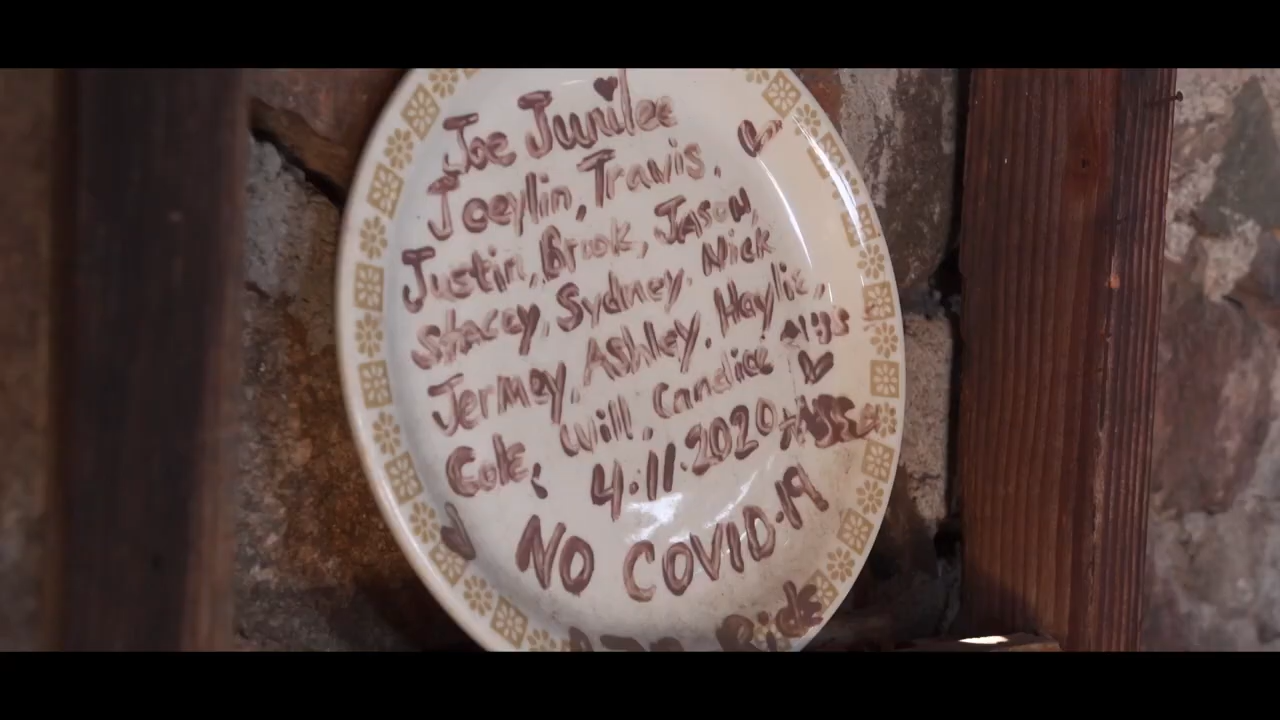 Joe Junilee
Joeylin, Travis,
Justin, Brook, Jason,
Stacey, Sydney. Nick
Jermey, Ashley. Haylie,
Cole, Will, Candice
4.11.2020
NO COVID-19
Ride